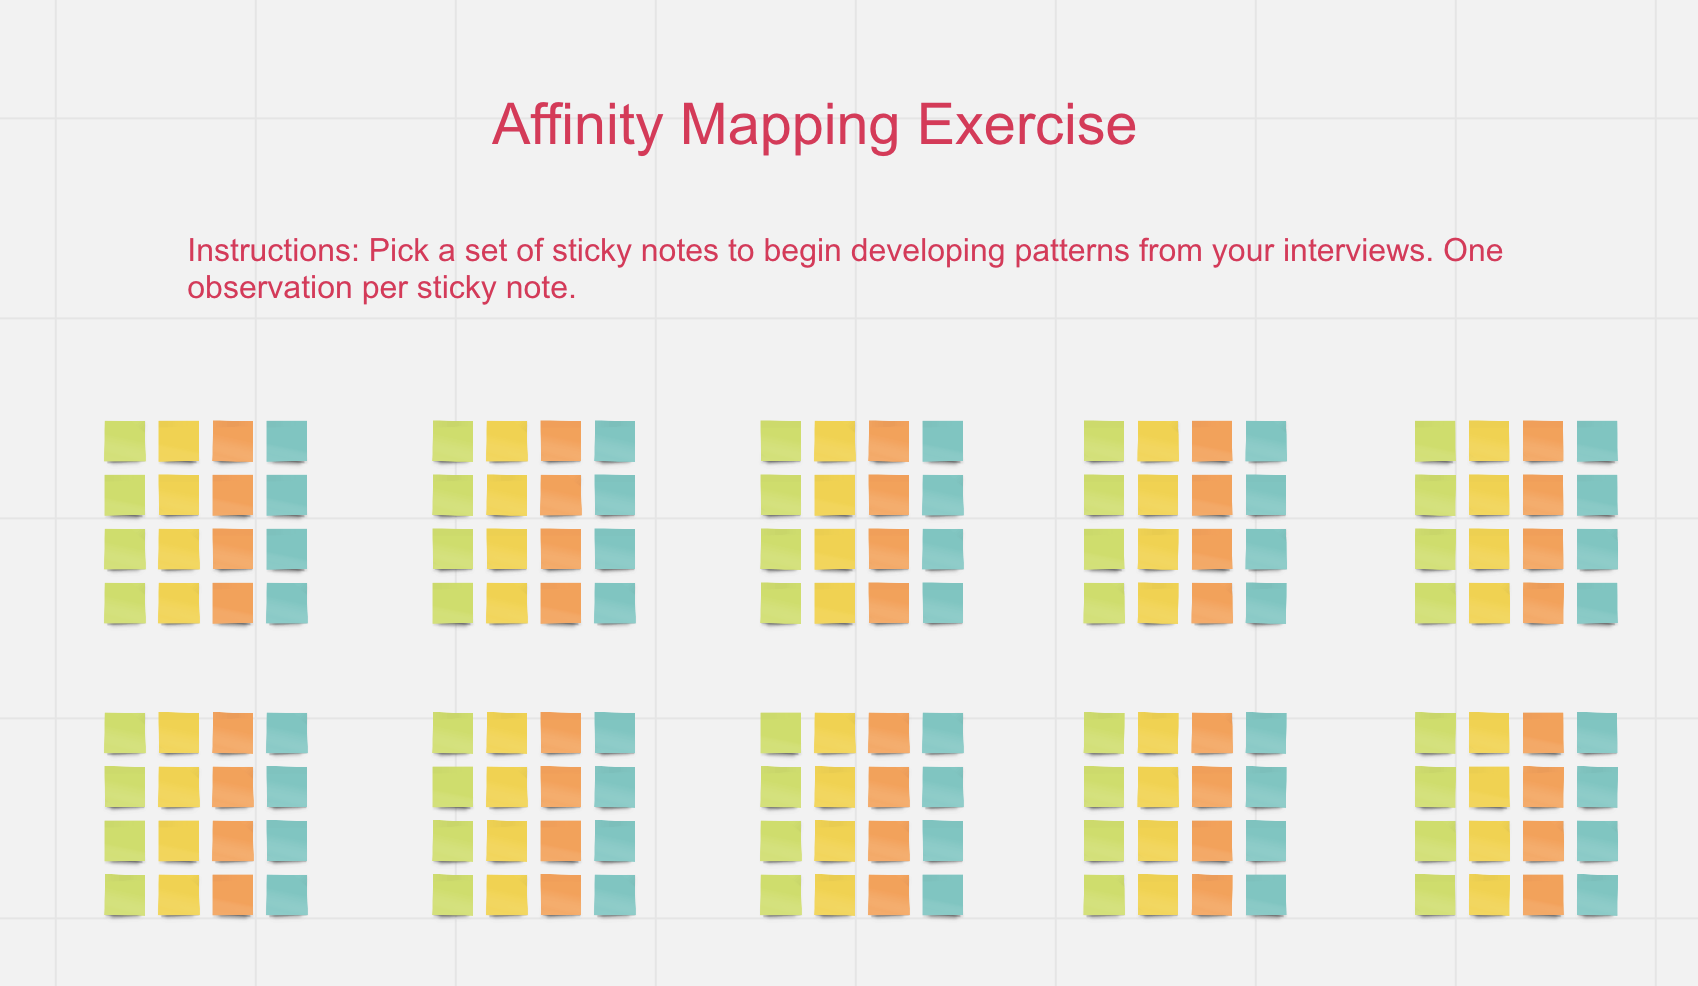 Affinity Mapping Exercise
Instructions: Pick a set of sticky notes to begin developing patterns from your interviews. One
observation per sticky note.